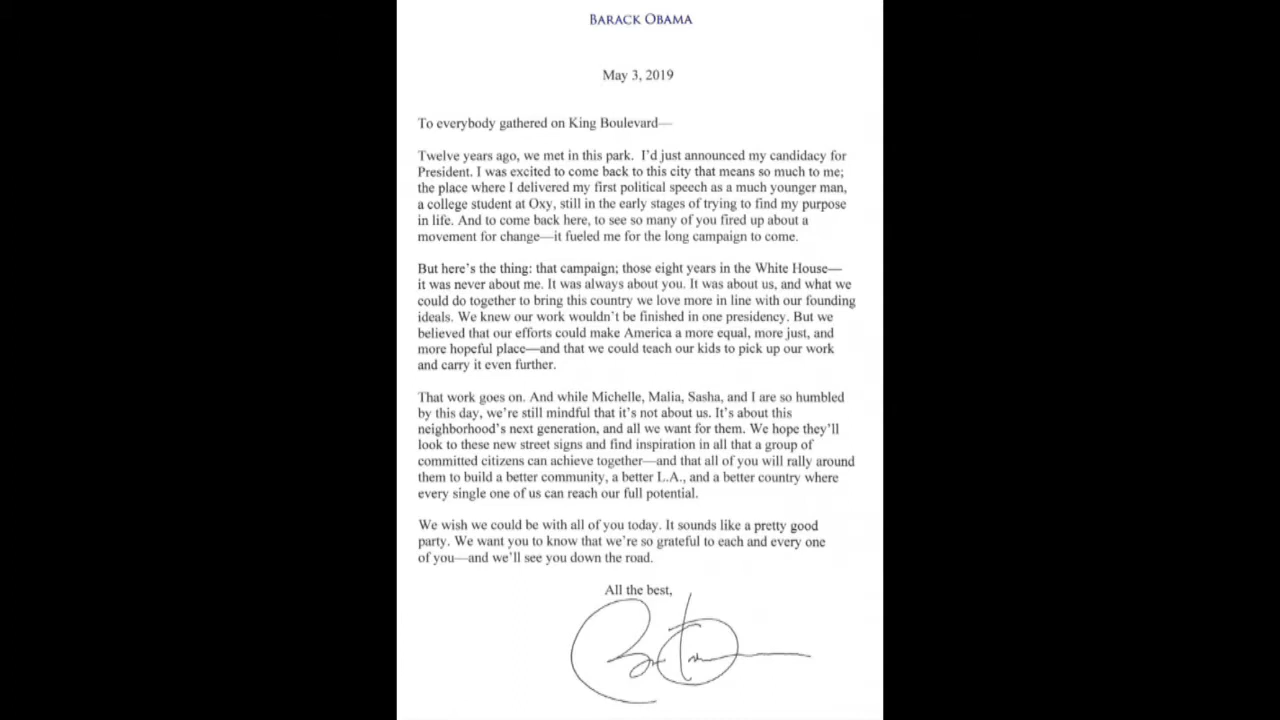 BARACK OBAMA
May 3, 2019
To everybody gathered on King Boulevard—
Twelve years ago, we met in this park. I'd just announced my candidacy for
President. I was excited to come back to this city that means so much to me;
the place where I delivered my first political speech as a much younger man,
a college student at Oxy, still in the early stages of trying to find my purpose
in life. And to come back here, to see so many of you fired up about a
movement for change—it fueled me for the long campaign to come.
But here's the thing: that campaign; those eight years in the White House—
it was never about me. It was always about you. It was about us, and what we
could do together to bring this country we love more in line with our founding
ideals. We knew our work wouldn't be finished in one presidency. But we
believed that our efforts could make America a more equal, more just, and
more hopeful place—and that we could teach our kids to pick up our work
and carry it even further.
That work goes on. And while Michelle, Malia, Sasha, and I are so humbled
by this day, we're still mindful that it's not about us. It's about this
neighborhood's next generation, and all we want for them. We hope they'll
look to these new street signs and find inspiration in all that a group of
committed citizens can achieve together—and that all of you will rally around
them to build a better community, a better L.A., and a better country where
every single one of us can reach our full potential.
We wish we could be with all of you today. It sounds like a pretty good
party. We want you to know that we're so grateful to each and every one
of you—and we'll see you down the road.
All the best,